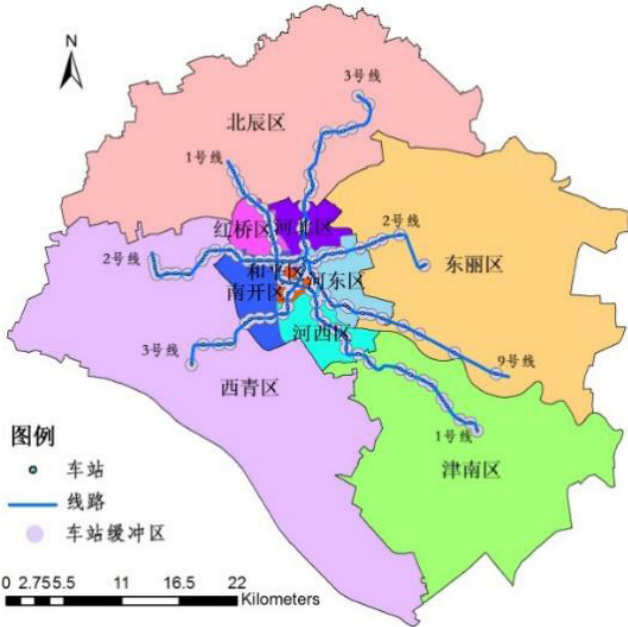 N
3号线
北辰区
1号线
红桥区
河北区
2号线
2号线
和平区
河东区
东丽区
南开区
河西区
3号线
9号线
西青区
1号线
津南区
图例
车站
线路
车站缓冲区
0 2.755.5 11 16.5 22
Kilometers